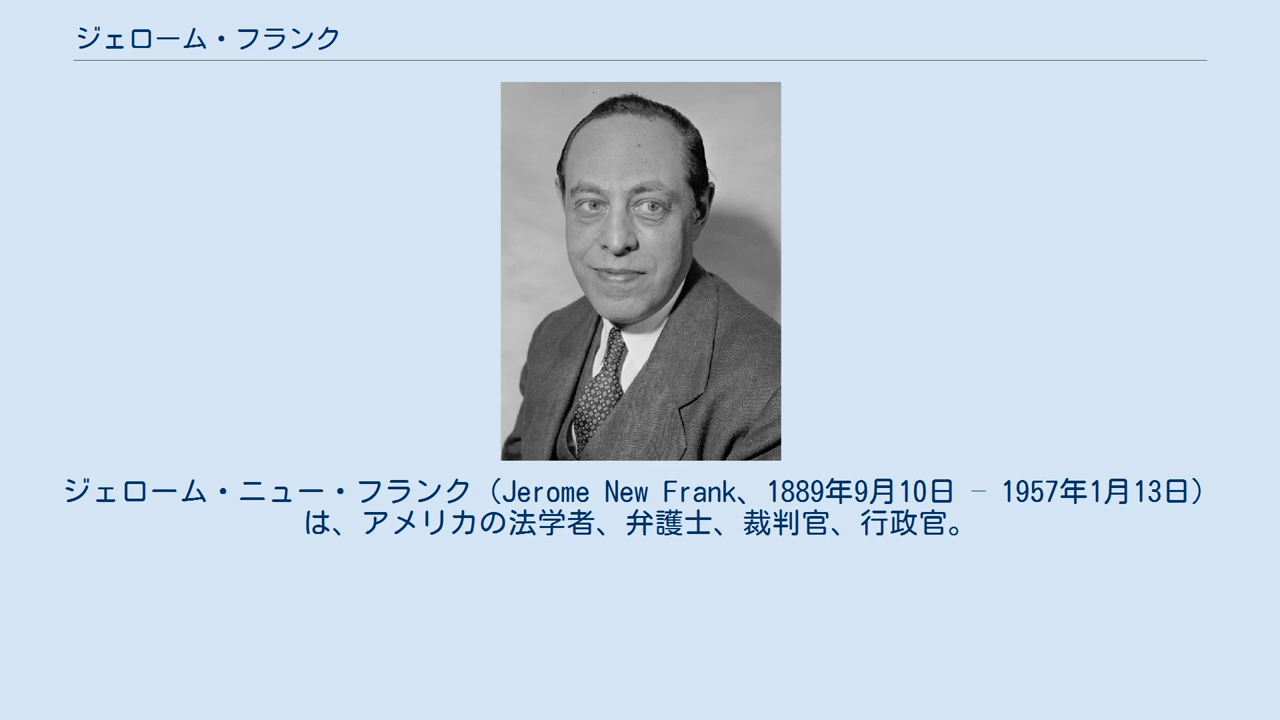 ジェローム・フランク
ジェローム・ニュー・フランク（Jerome New Frank、1889年9月10日 – 1957年1月13日）
は、アメリカの法学者、弁護士、裁判官、行政官。